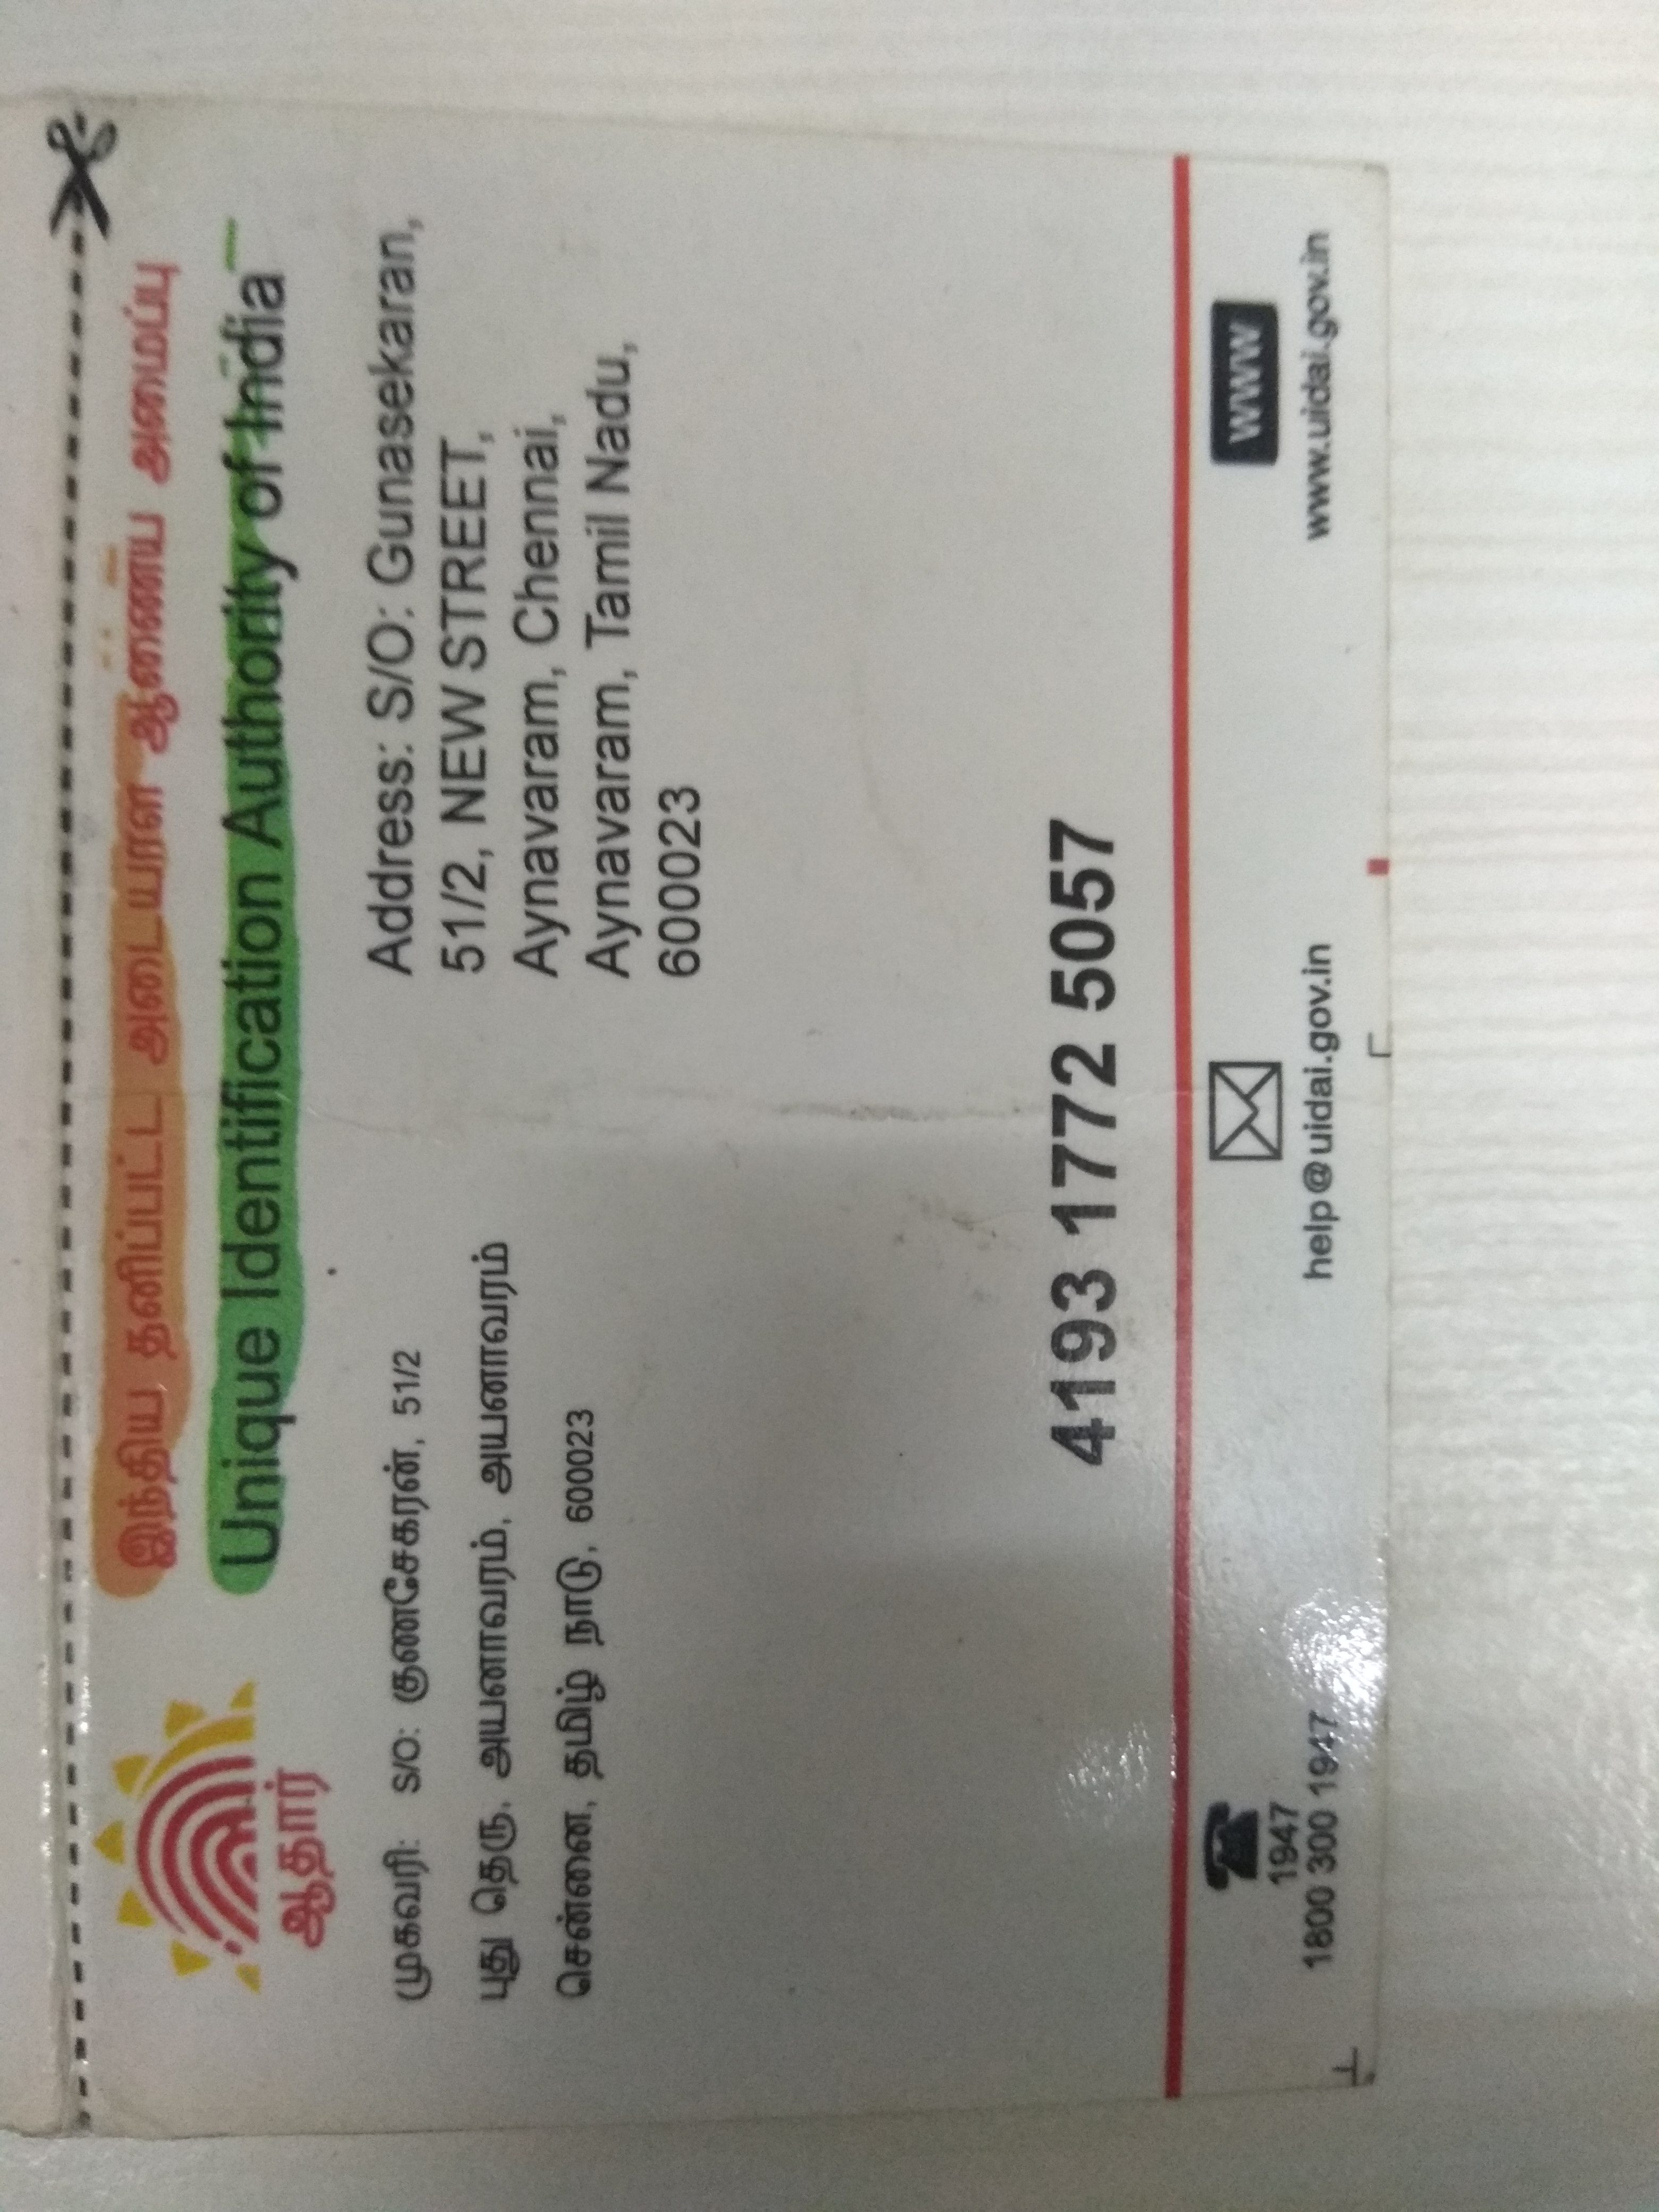 இந்திய தனிப்பட்ட அடையாள ஆணைய அமைப்பு
Unique Identification Authority of India
ஆதார்
முகவரி: S/O: குணசேகரன், 51/2
புது தெரு, அயனாவரம், அயனாவரம்
சென்னை, தமிழ் நாடு, 600023
Address: S/O: Gunasekaran,
51/2, NEW STREET,
Aynavaram, Chennai,
Aynavaram, Tamil Nadu,
600023
4193 1772 5057
1947
1800 300 1947
help@uidai.gov.in
WWW
www.uidai.gov.in